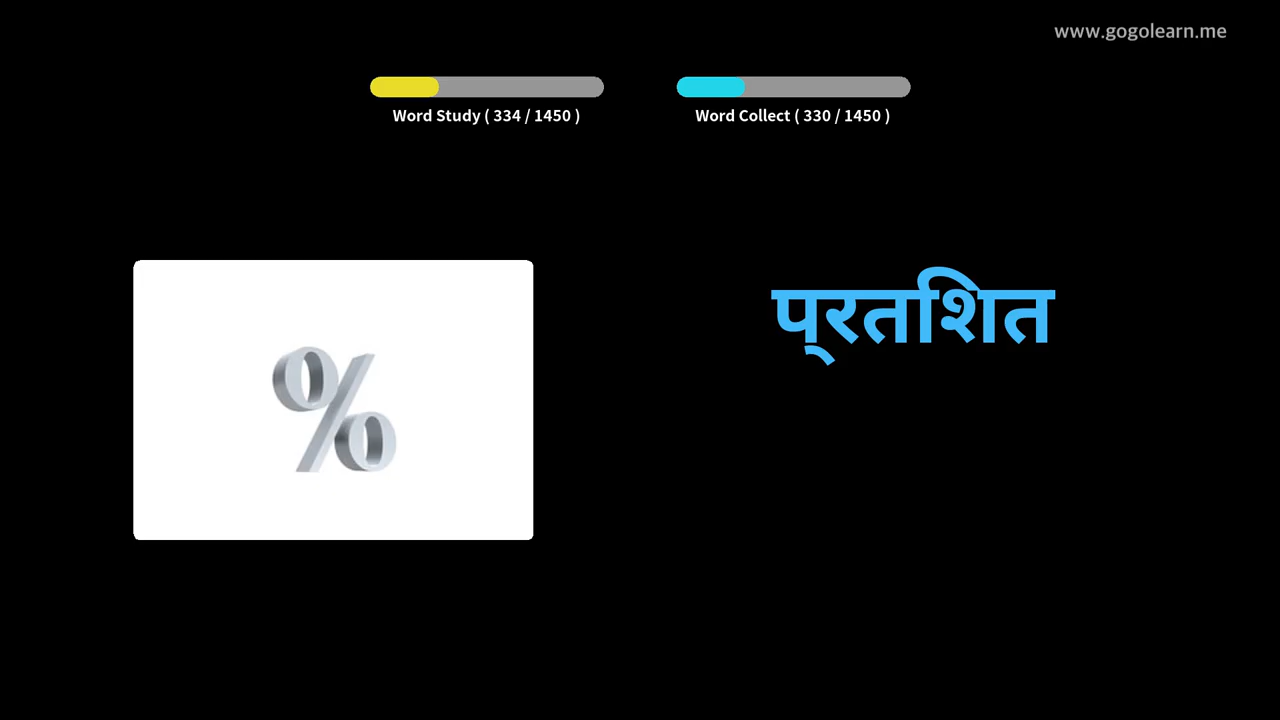 www.gogolearn.me
Word Study ( 334 / 1450 )
Word Collect ( 330 / 1450 )
प्रतिशत
%